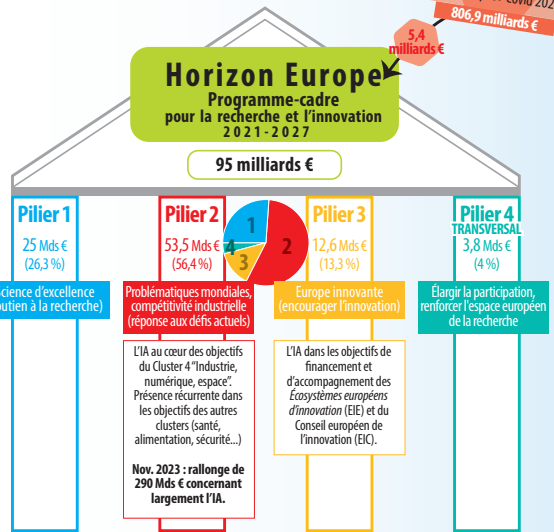 Covid 202
806,9 milliards €
5,4
milliards €
Horizon Europe
Programme-cadre
pour la recherche et l'innovation
2021-2027
95 milliards €
Pilier 1
25 Mds €
(26,3 %)
cience d'excellence
outien à la recherche)
Pilier 2
53,5 Mds €
(56,4 %)
Problématiques mondiales,
compétitivité industrielle
(réponse aux défis actuels)
L'IA au cœur des objectifs
du Cluster 4 "Industrie,
numérique, espace".
Présence récurrente dans
les objectifs des autres
clusters (santé,
alimentation, sécurité...)
Nov. 2023 : rallonge de
290 Mds € concernant
largement l'IA.
1
2
3
4
Pilier 3
12,6 Mds €
(13,3 %)
Europe innovante
(encourager l'innovation)
L'IA dans les objectifs de
financement et
d'accompagnement des
Écosystèmes européens
d'innovation (EIE) et du
Conseil européen de
l'innovation (EIC).
Pilier 4
TRANSVERSAL
3,8 Mds €
(4 %)
Élargir la participation,
renforcer l'espace européen
de la recherche